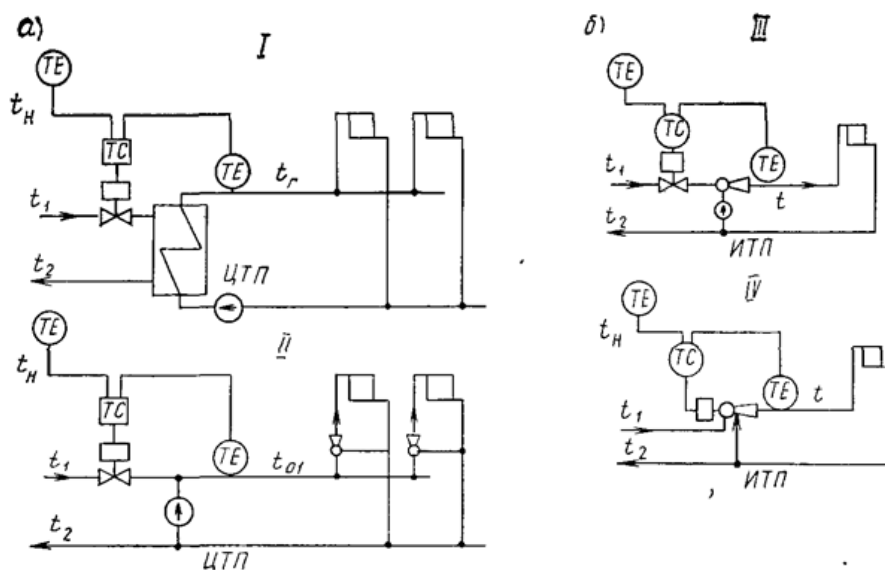 а)
I
TE
tн
TC
TE
t₁
tг
t₂
ЦТП
II
TE
tн
TC
TE
t₁
t₀₁
t₂
ЦТП
б)
III
TE
TC
TE
t₁
t
t₂
ИТП
IV
TE
tн
TC
TE
t₁
t
t₂
ИТП